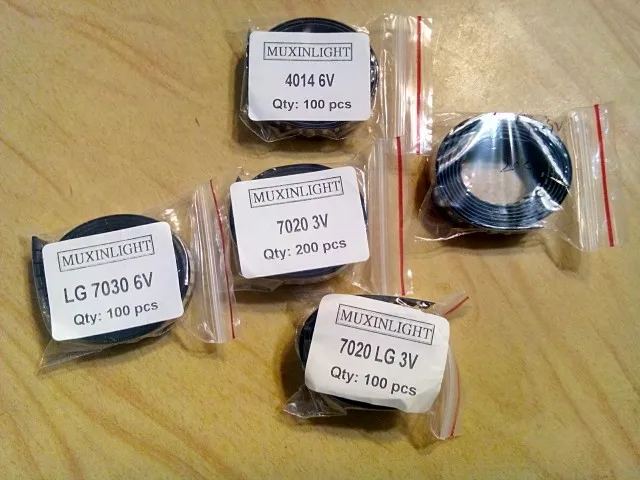 MUXINLIGHT
4014 6V
Qty: 100 pcs
MUXINLIGHT
7020 3V
Qty: 200 pcs
MUXINLIGHT
LG 7030 6V
Qty: 100 pcs
MUXINLIGHT
7020 LG 3V
Qty: 100 pcs